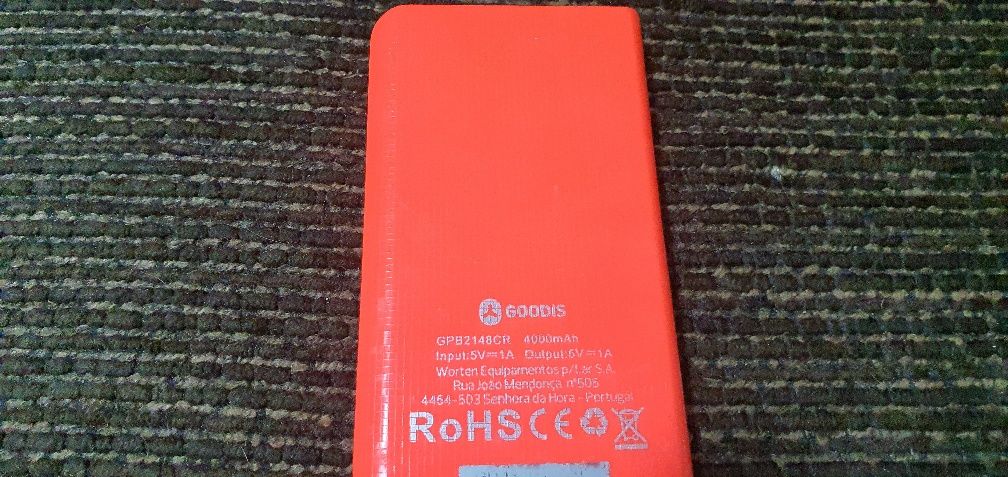 GOODIS
GPB2148CR 4000mAh
Input:5V⎓1A Output:5V⎓1A
Worten Equipamentos p/Lar S.A.
Rua João Mendonça nº505
4464-503 Senhora da Hora - Portugal
RoHS CE